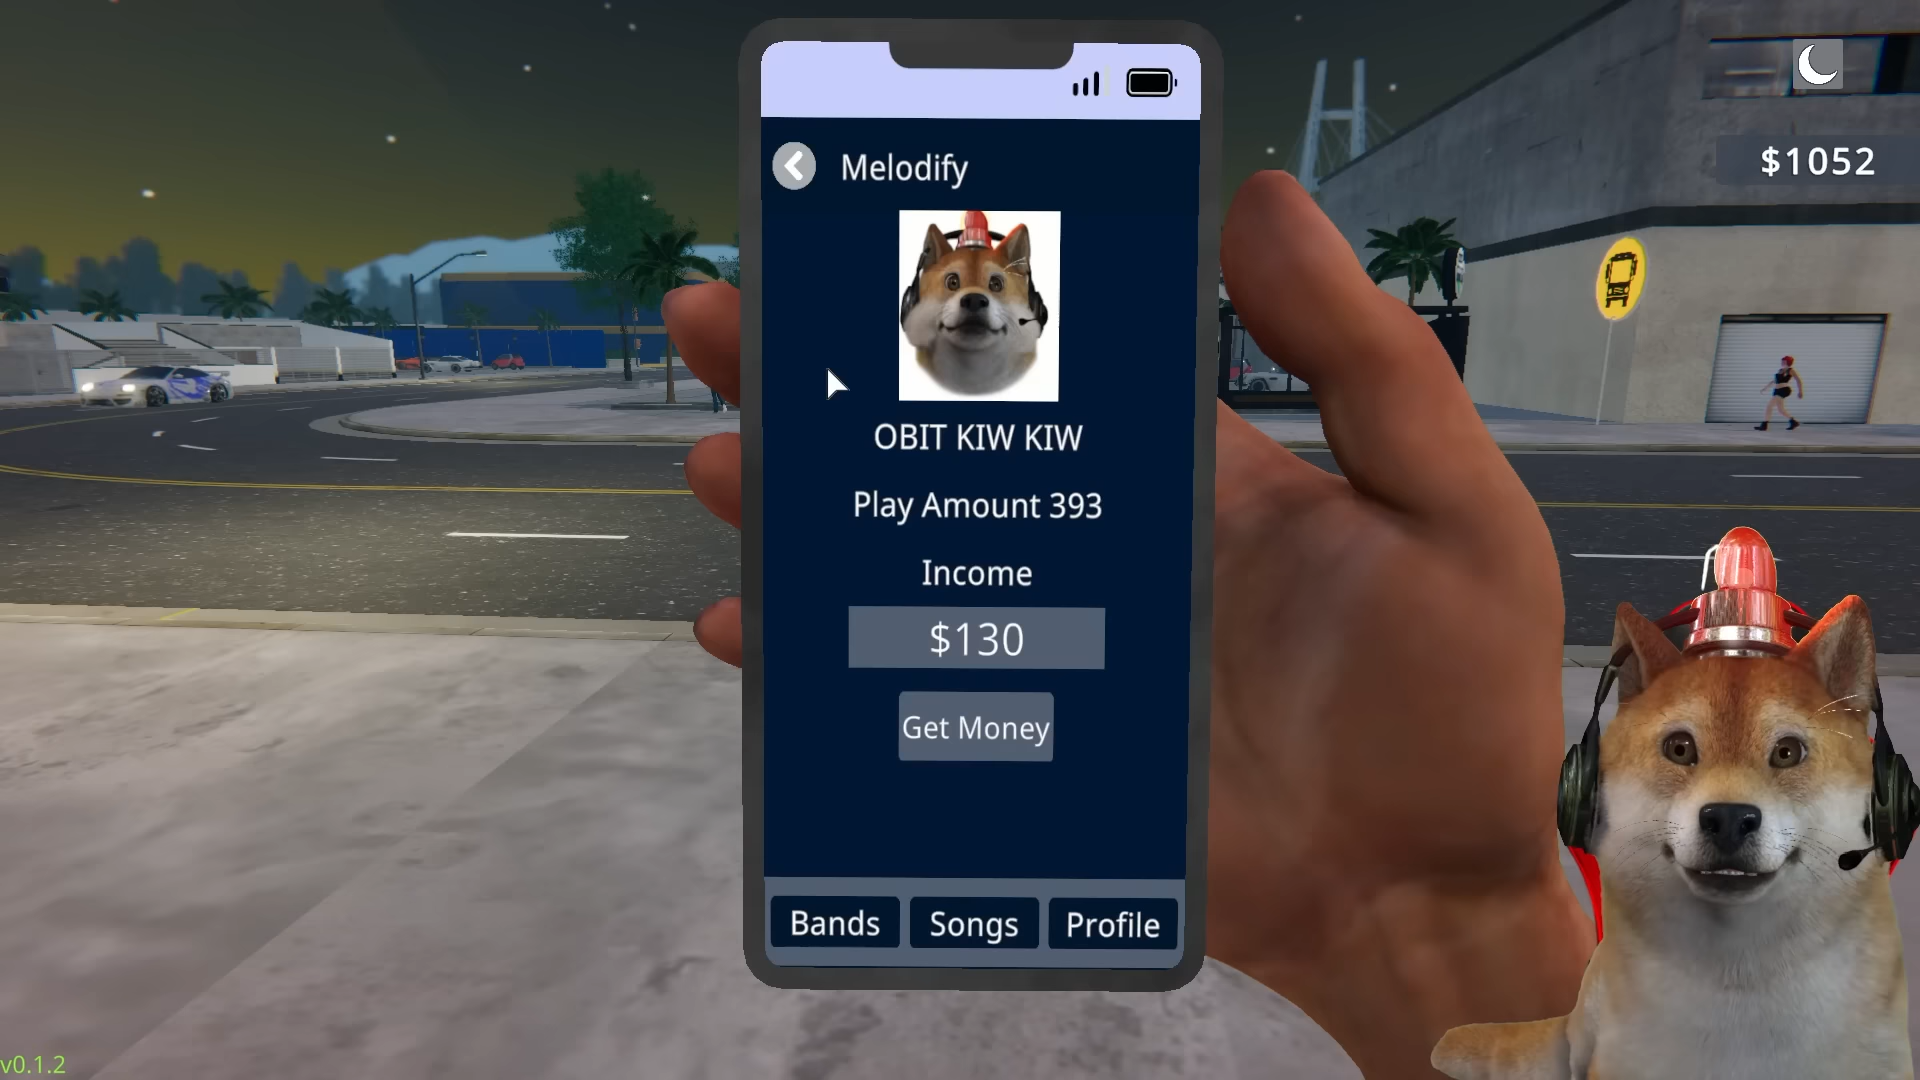 Melodify
$1052
OBIT KIW KIW
Play Amount 393
Income
$130
Get Money
Bands
Songs
Profile
v0.1.2